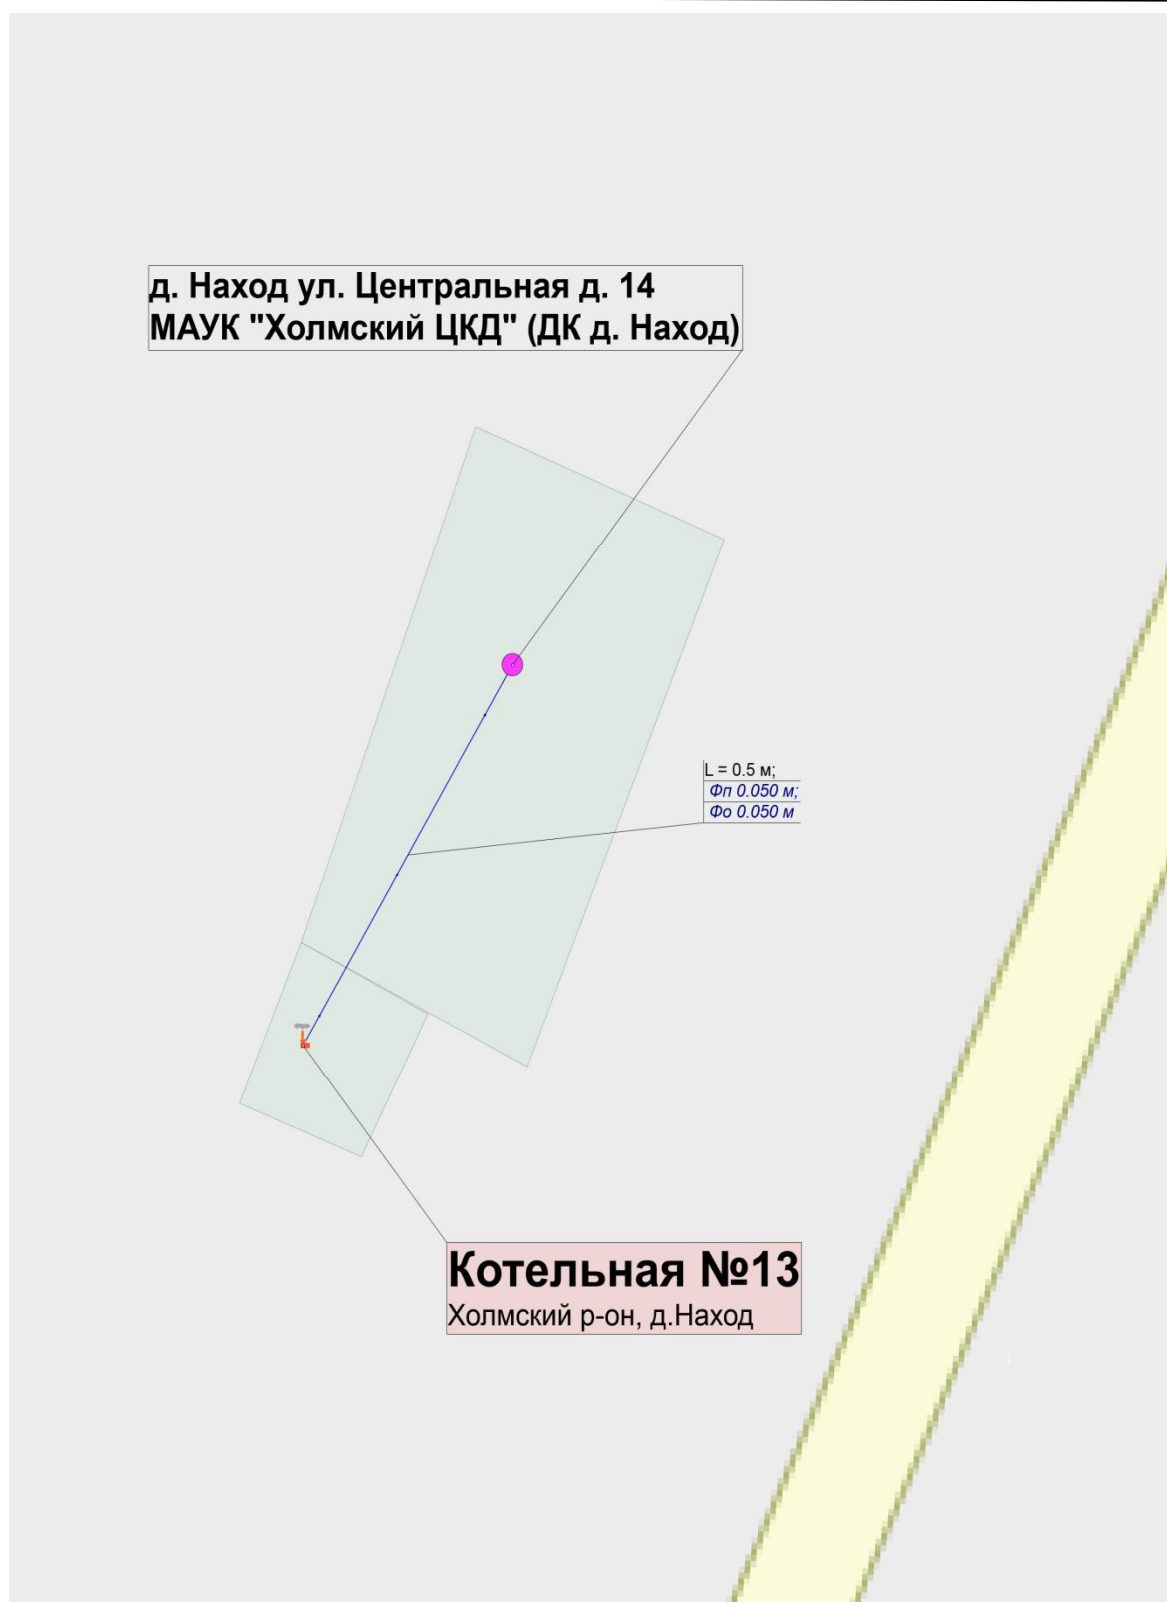 д. Наход ул. Центральная д. 14
МАУК "Холмский ЦКД" (ДК д. Наход)
L = 0.5 м;
Фп 0.050 м;
Фо 0.050 м
Котельная №13
Холмский р-он, д.Наход